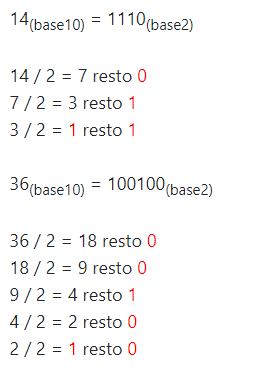 14(base10) = 1110(base2)
14 / 2 = 7 resto 0
7 / 2 = 3 resto 1
3 / 2 = 1 resto 1
36(base10) = 100100(base2)
36 / 2 = 18 resto 0
18 / 2 = 9 resto 0
9 / 2 = 4 resto 1
4 / 2 = 2 resto 0
2 / 2 = 1 resto 0